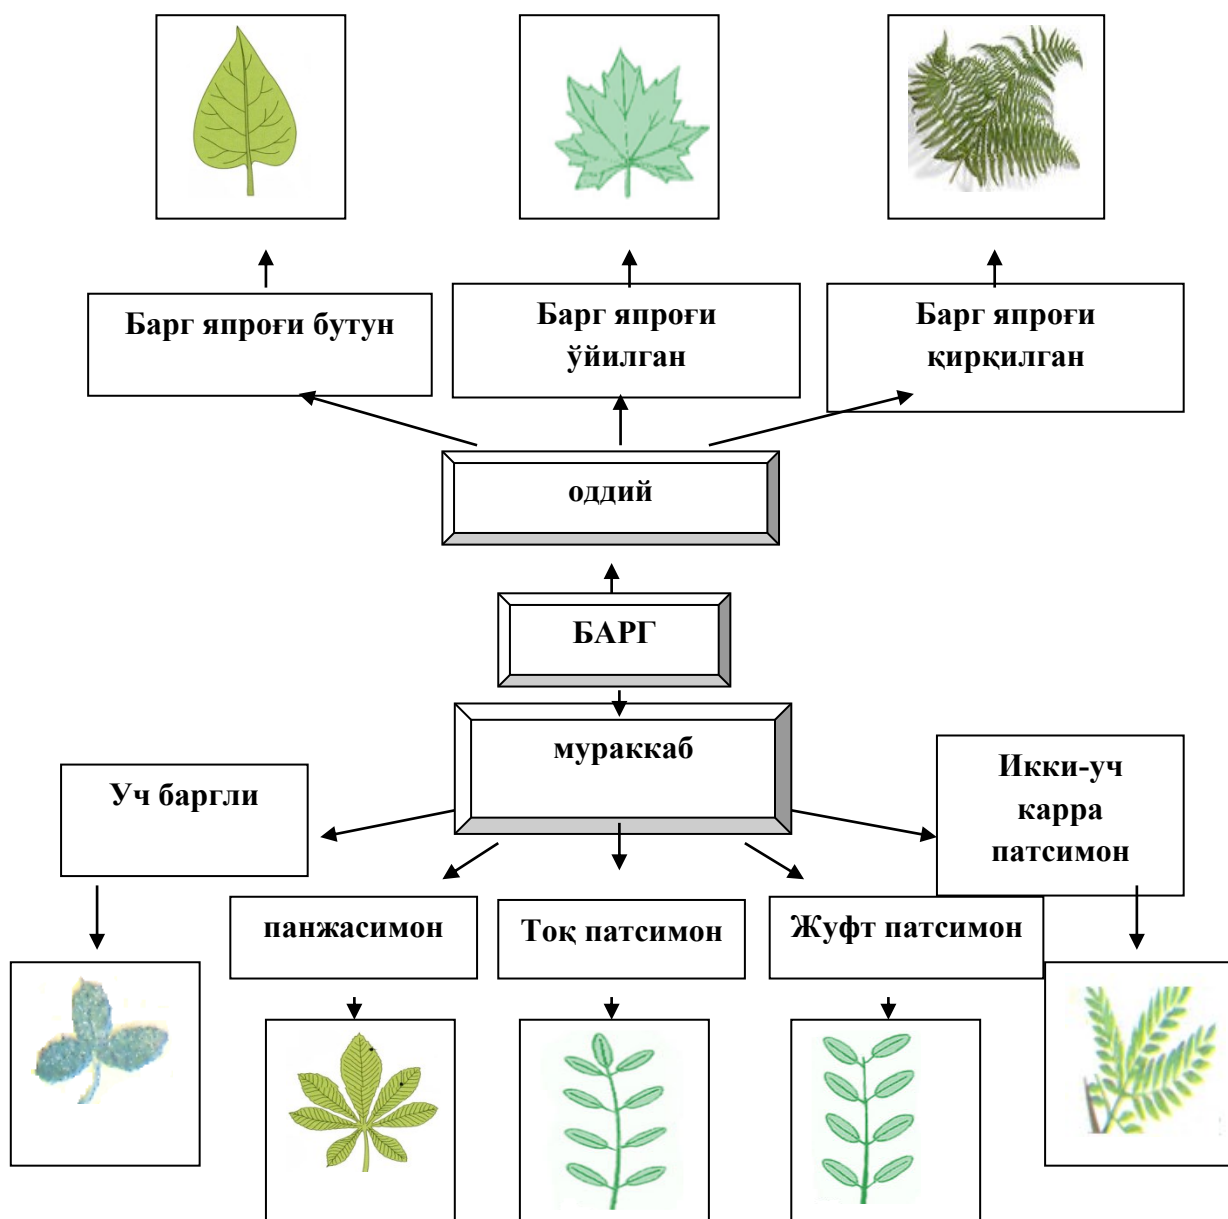 Барг япроғи бутун
Барг япроғи
ўйилган
Барг япроғи
қирқилган
оддий
БАРГ
мураккаб
Уч баргли
Икки-уч
карра
патсимон
панжасимон
Тоқ патсимон
Жуфт патсимон